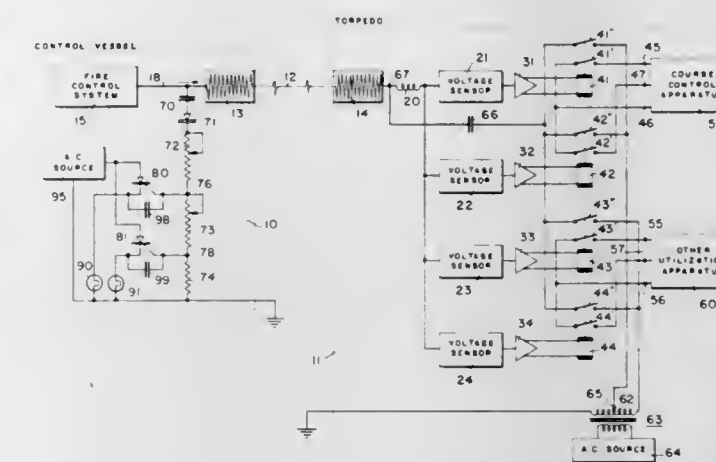 TORPEDO
CONTROL VESSEL
FIRE
CONTROL
SYSTEM
15
18
70
71
72
76
73
78
74
13
12
14
67
20
66
VOLTAGE
SENSOR
21
31
41
41"
41'
45
47
46
COURSE
CONTROL
42"
42'
VOLTAGE
SENSOR
22
32
42
A C
SOURCE
95
80
98
81
99
90
91
10
11
VOLTAGE
SENSOR
23
33
43
43"
43'
55
57
56
OTHER
60
VOLTAGE
SENSOR
24
34
44
44"
44'
65
62
63
A C SOURCE
64